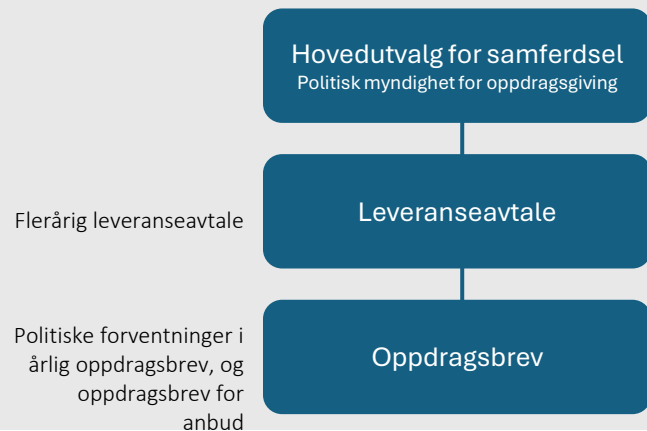 Hovedutvalg for samferdsel
Politisk myndighet for oppdragsgiving
Flerårig leveranseavtale
Leveranseavtale
Politiske forventninger i
årlig oppdragsbrev, og
oppdragsbrev for
anbud
Oppdragsbrev